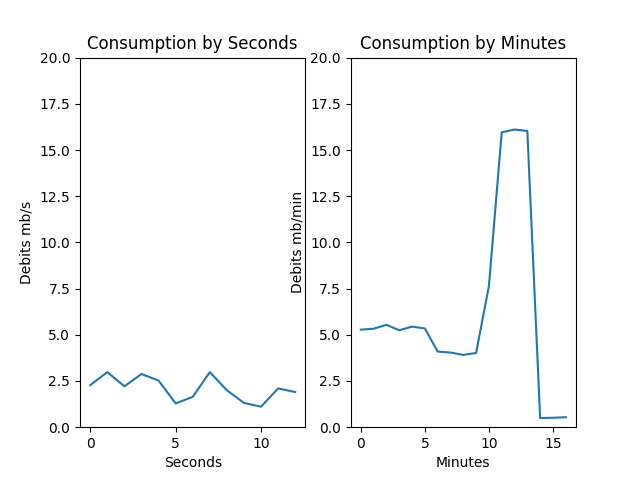 Consumption by Seconds
Debits mb/s
20.0
17.5
15.0
12.5
10.0
7.5
5.0
2.5
0.0
0 5 10
Seconds
Consumption by Minutes
Debits mb/min
20.0
17.5
15.0
12.5
10.0
7.5
5.0
2.5
0.0
0 5 10 15
Minutes